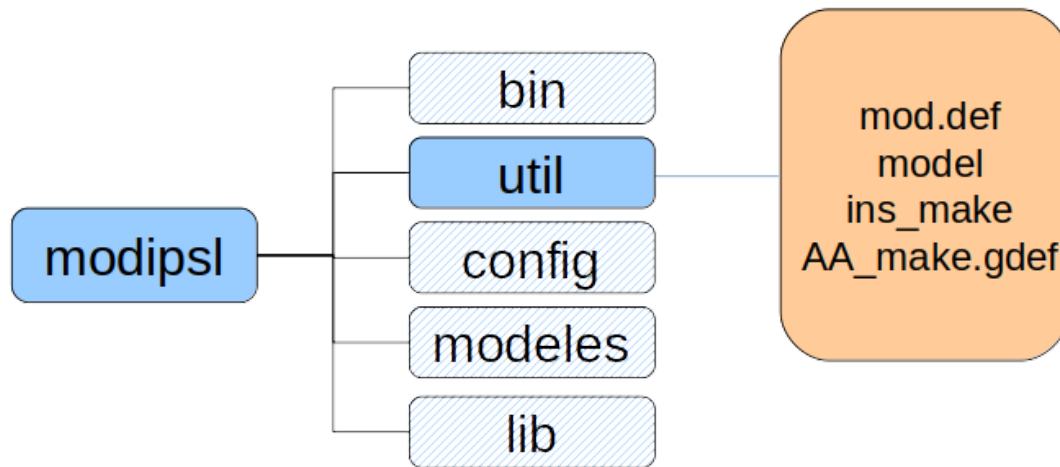 modipsl
bin
util
config
modeles
lib
mod.def
model
ins_make
AA_make.gdef